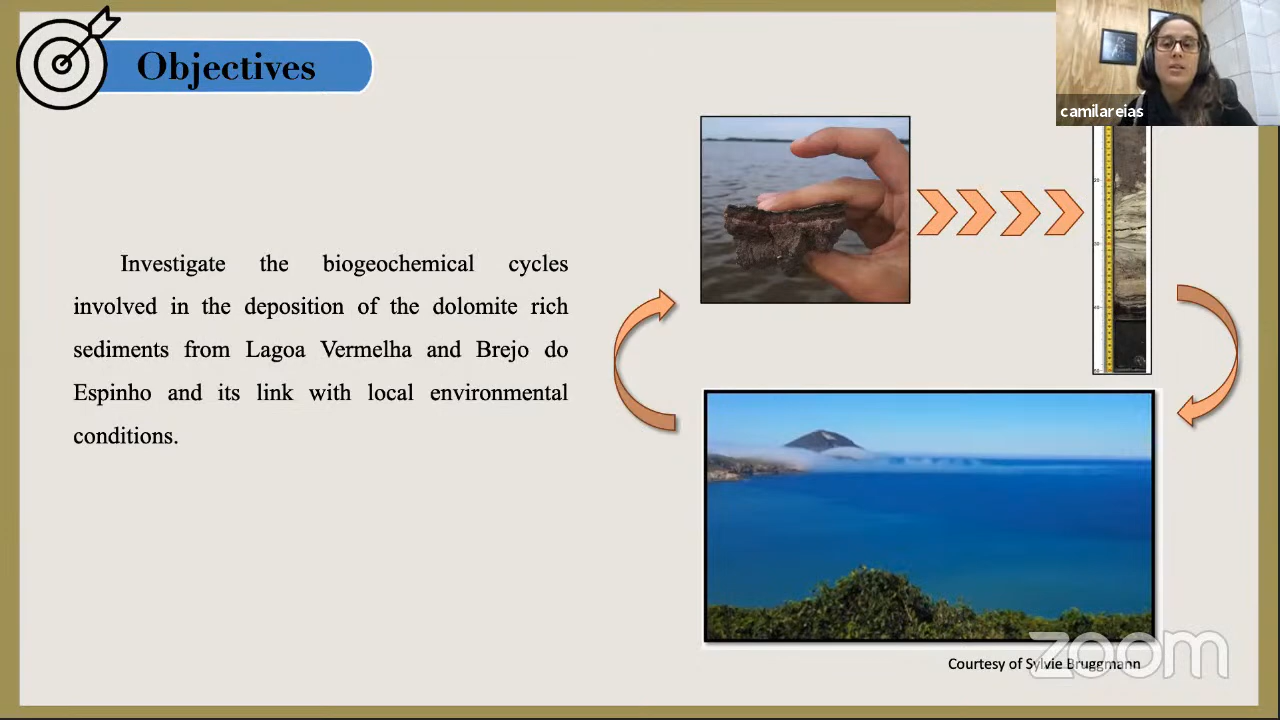 Objectives
camilareias
Investigate the biogeochemical cycles
involved in the deposition of the dolomite rich
sediments from Lagoa Vermelha and Brejo do
Espinho and its link with local environmental
conditions.
Courtesy of Sylvie Bruggmann
zoom